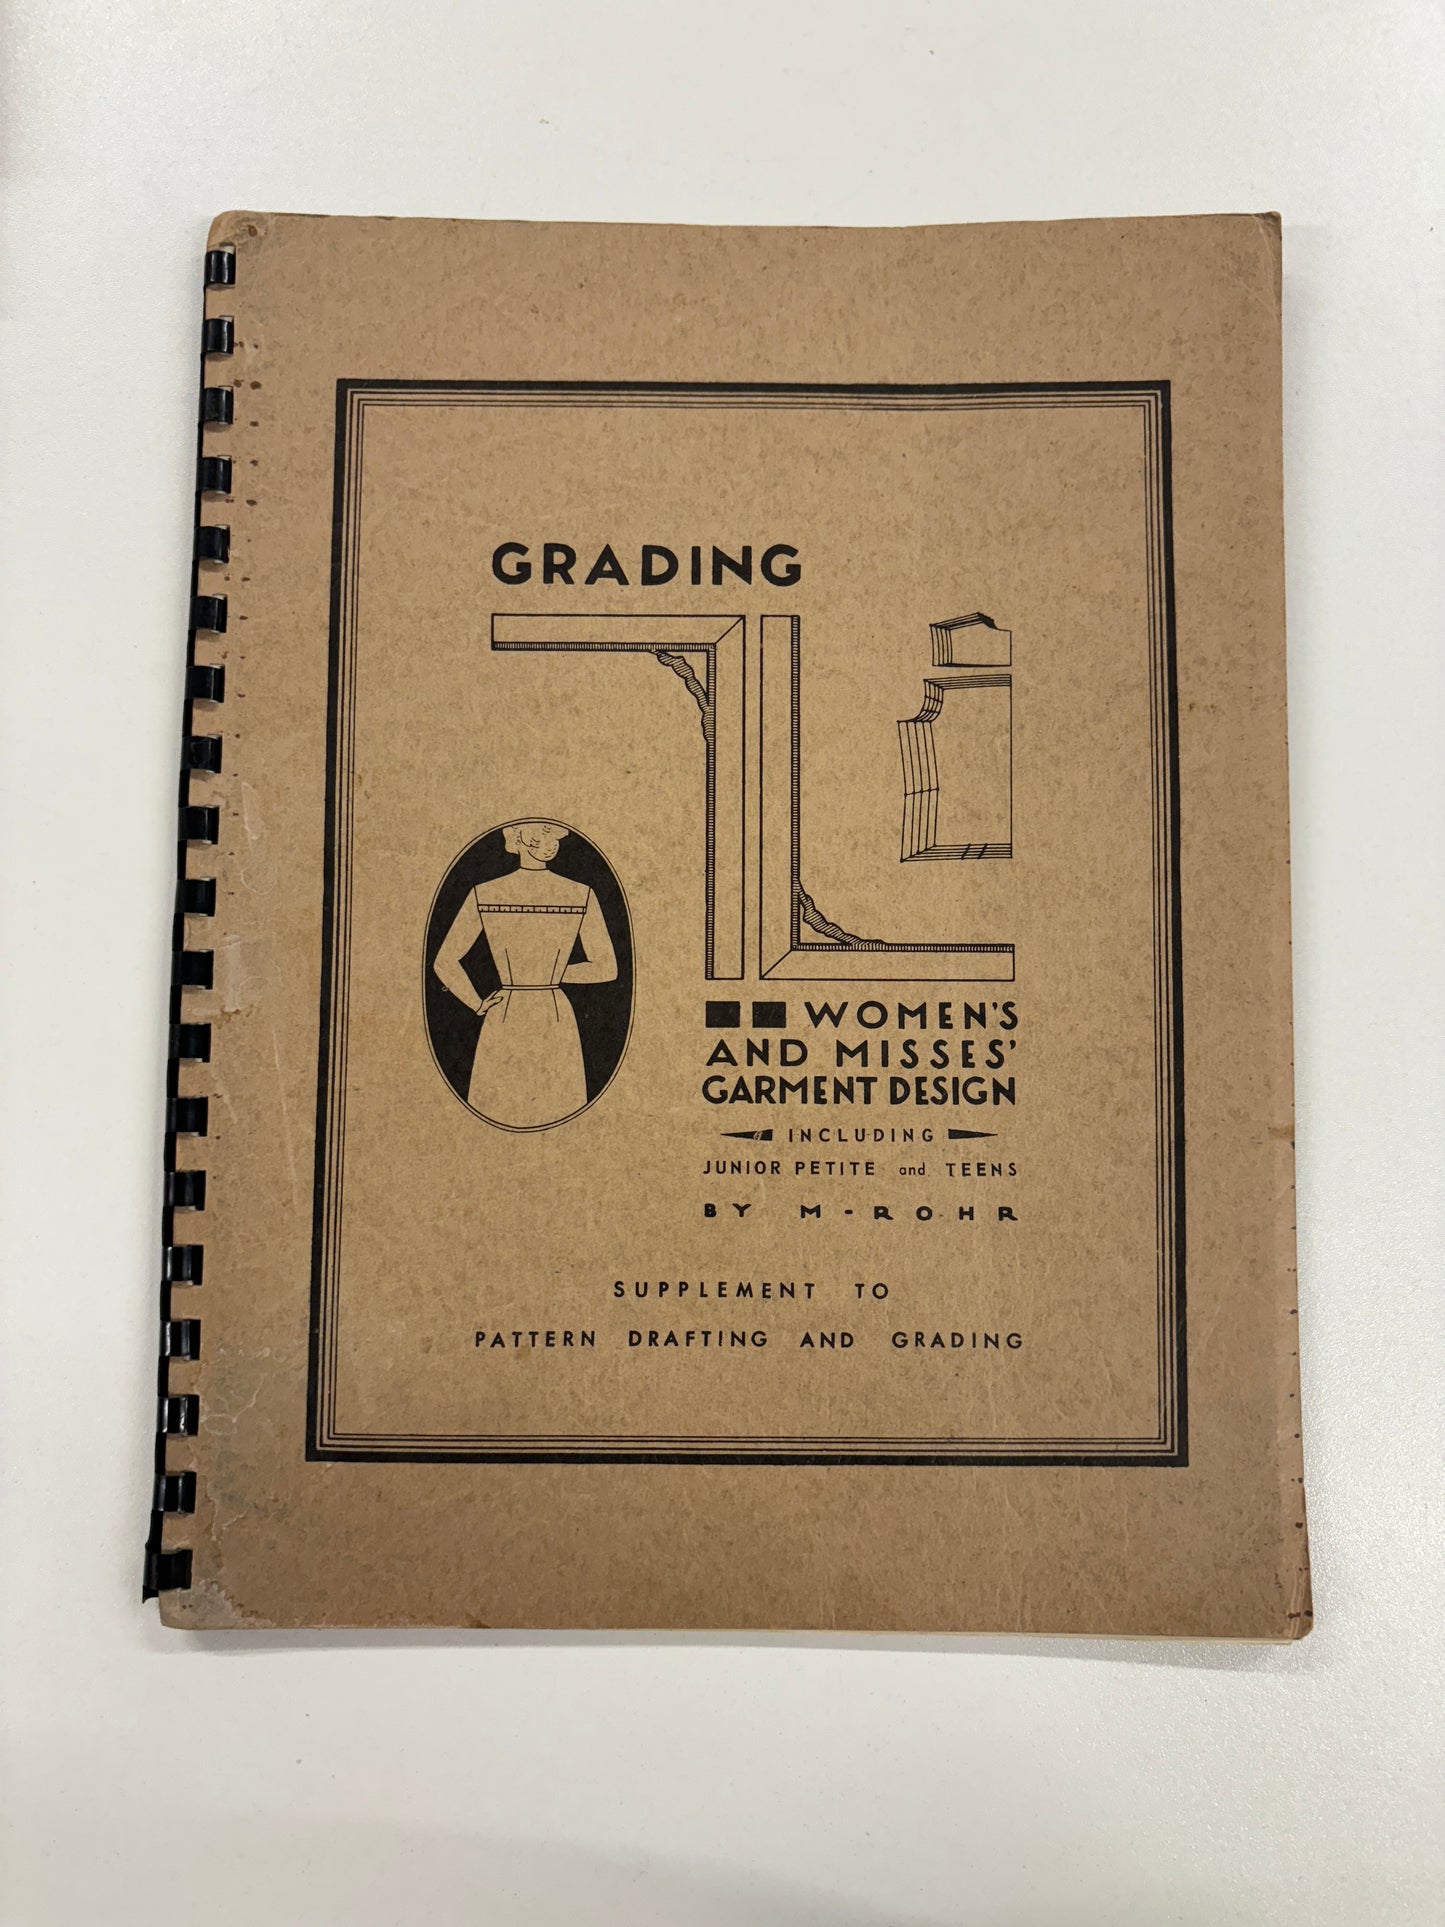 GRADING
WOMEN'S
AND MISSES'
GARMENT DESIGN
INCLUDING
JUNIOR PETITE and TEENS
BY M-ROHR
SUPPLEMENT TO
PATTERN DRAFTING AND GRADING